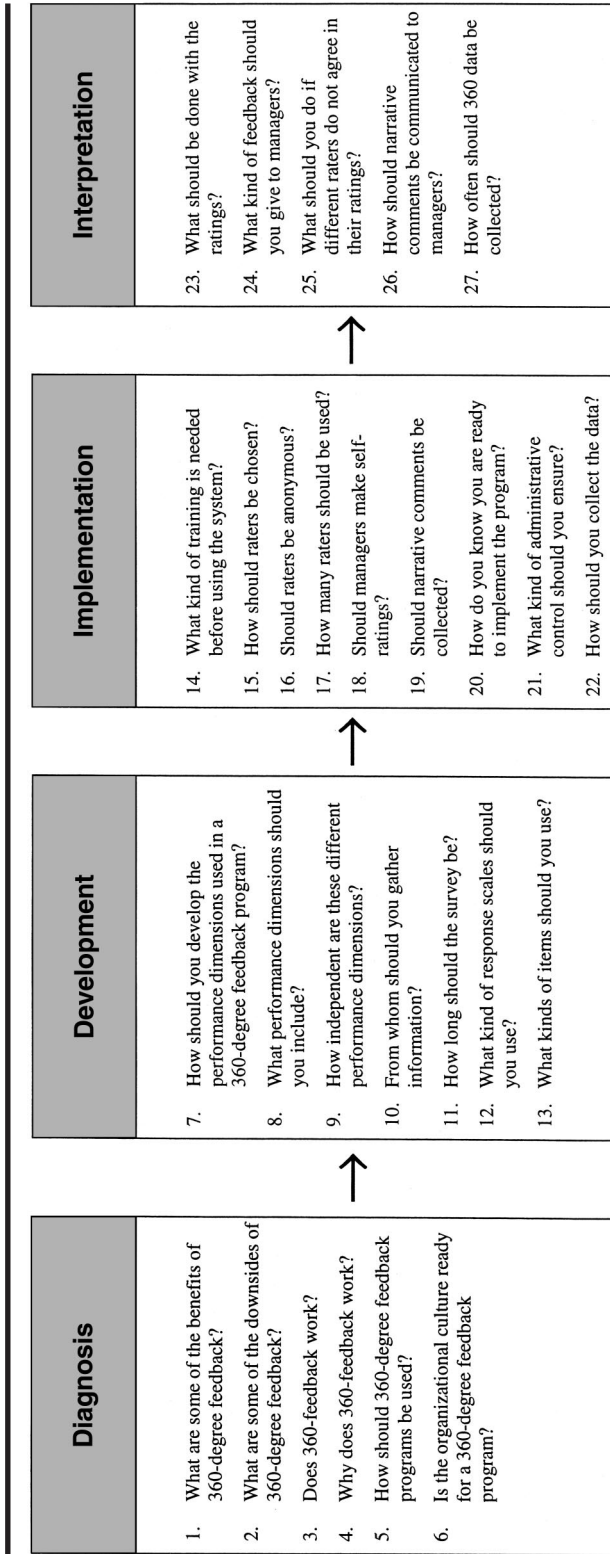 Diagnosis
1. What are some of the benefits of
360-degree feedback?
2. What are some of the downsides of
360-degree feedback?
3. Does 360-feedback work?
4. Why does 360-feedback work?
5. How should 360-degree feedback
programs be used?
6. Is the organizational culture ready
for a 360-degree feedback
program?
Development
7. How should you develop the
performance dimensions used in a
360-degree feedback program?
8. What performance dimensions should
you include?
9. How independent are these different
performance dimensions?
10. From whom should you gather
information?
11. How long should the survey be?
12. What kind of response scales should
you use?
13. What kinds of items should you use?
Implementation
14. What kind of training is needed
before using the system?
15. How should raters be chosen?
16. Should raters be anonymous?
17. How many raters should be used?
18. Should managers make self-
ratings?
19. Should narrative comments be
collected?
20. How do you know you are ready
to implement the program?
21. What kind of administrative
control should you ensure?
22. How should you collect the data?
Interpretation
23. What should be done with the
ratings?
24. What kind of feedback should
you give to managers?
25. What should you do if
different raters do not agree in
their ratings?
26. How should narrative
comments be communicated to
managers?
27. How often should 360 data be
collected?